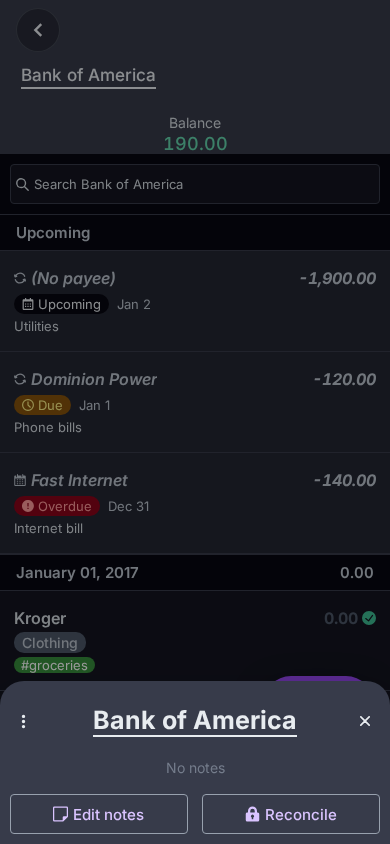 Bank of America
Balance
190.00
Search Bank of America
Upcoming
(No payee) -1,900.00
Upcoming Jan 2
Utilities
Dominion Power -120.00
Due Jan 1
Phone bills
Fast Internet -140.00
Overdue Dec 31
Internet bill
January 01, 2017 0.00
Kroger 0.00
Clothing
#groceries
Bank of America
No notes
Edit notes Reconcile